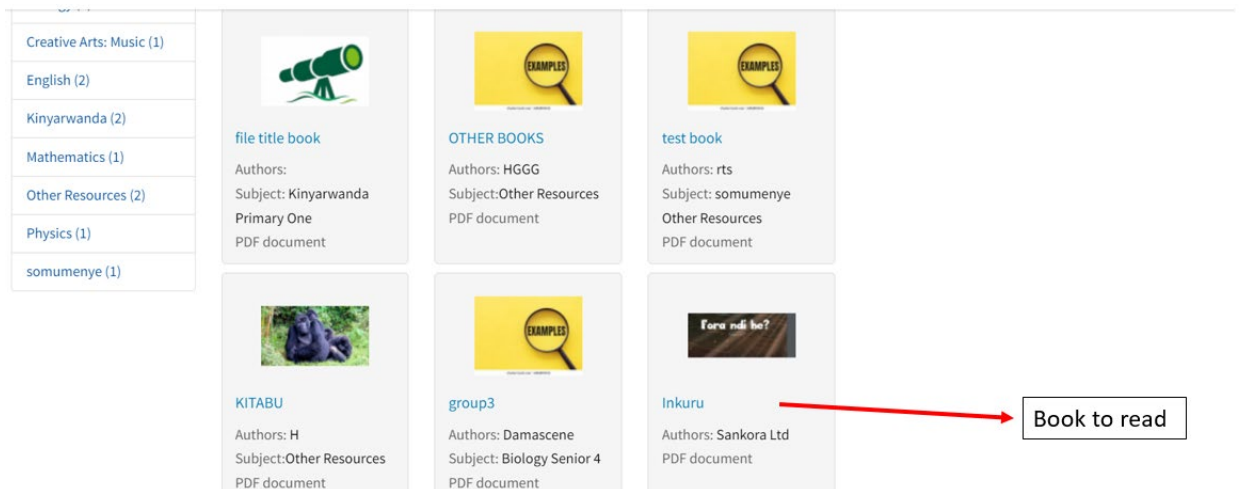 Creative Arts: Music (1)
English (2)
Kinyarwanda (2)
Mathematics (1)
Other Resources (2)
Physics (1)
somumenye (1)
EXAMPLES
EXAMPLES
file title book
Authors:
Subject: Kinyarwanda
Primary One
PDF document
OTHER BOOKS
Authors: HGGG
Subject:Other Resources
PDF document
test book
Authors: rts
Subject: somumenye
Other Resources
PDF document
KITABU
Authors: H
Subject:Other Resources
PDF document
EXAMPLES
group3
Authors: Damascene
Subject: Biology Senior 4
PDF document
Fora ndi he?
Inkuru
Authors: Sankora Ltd
PDF document
Book to read